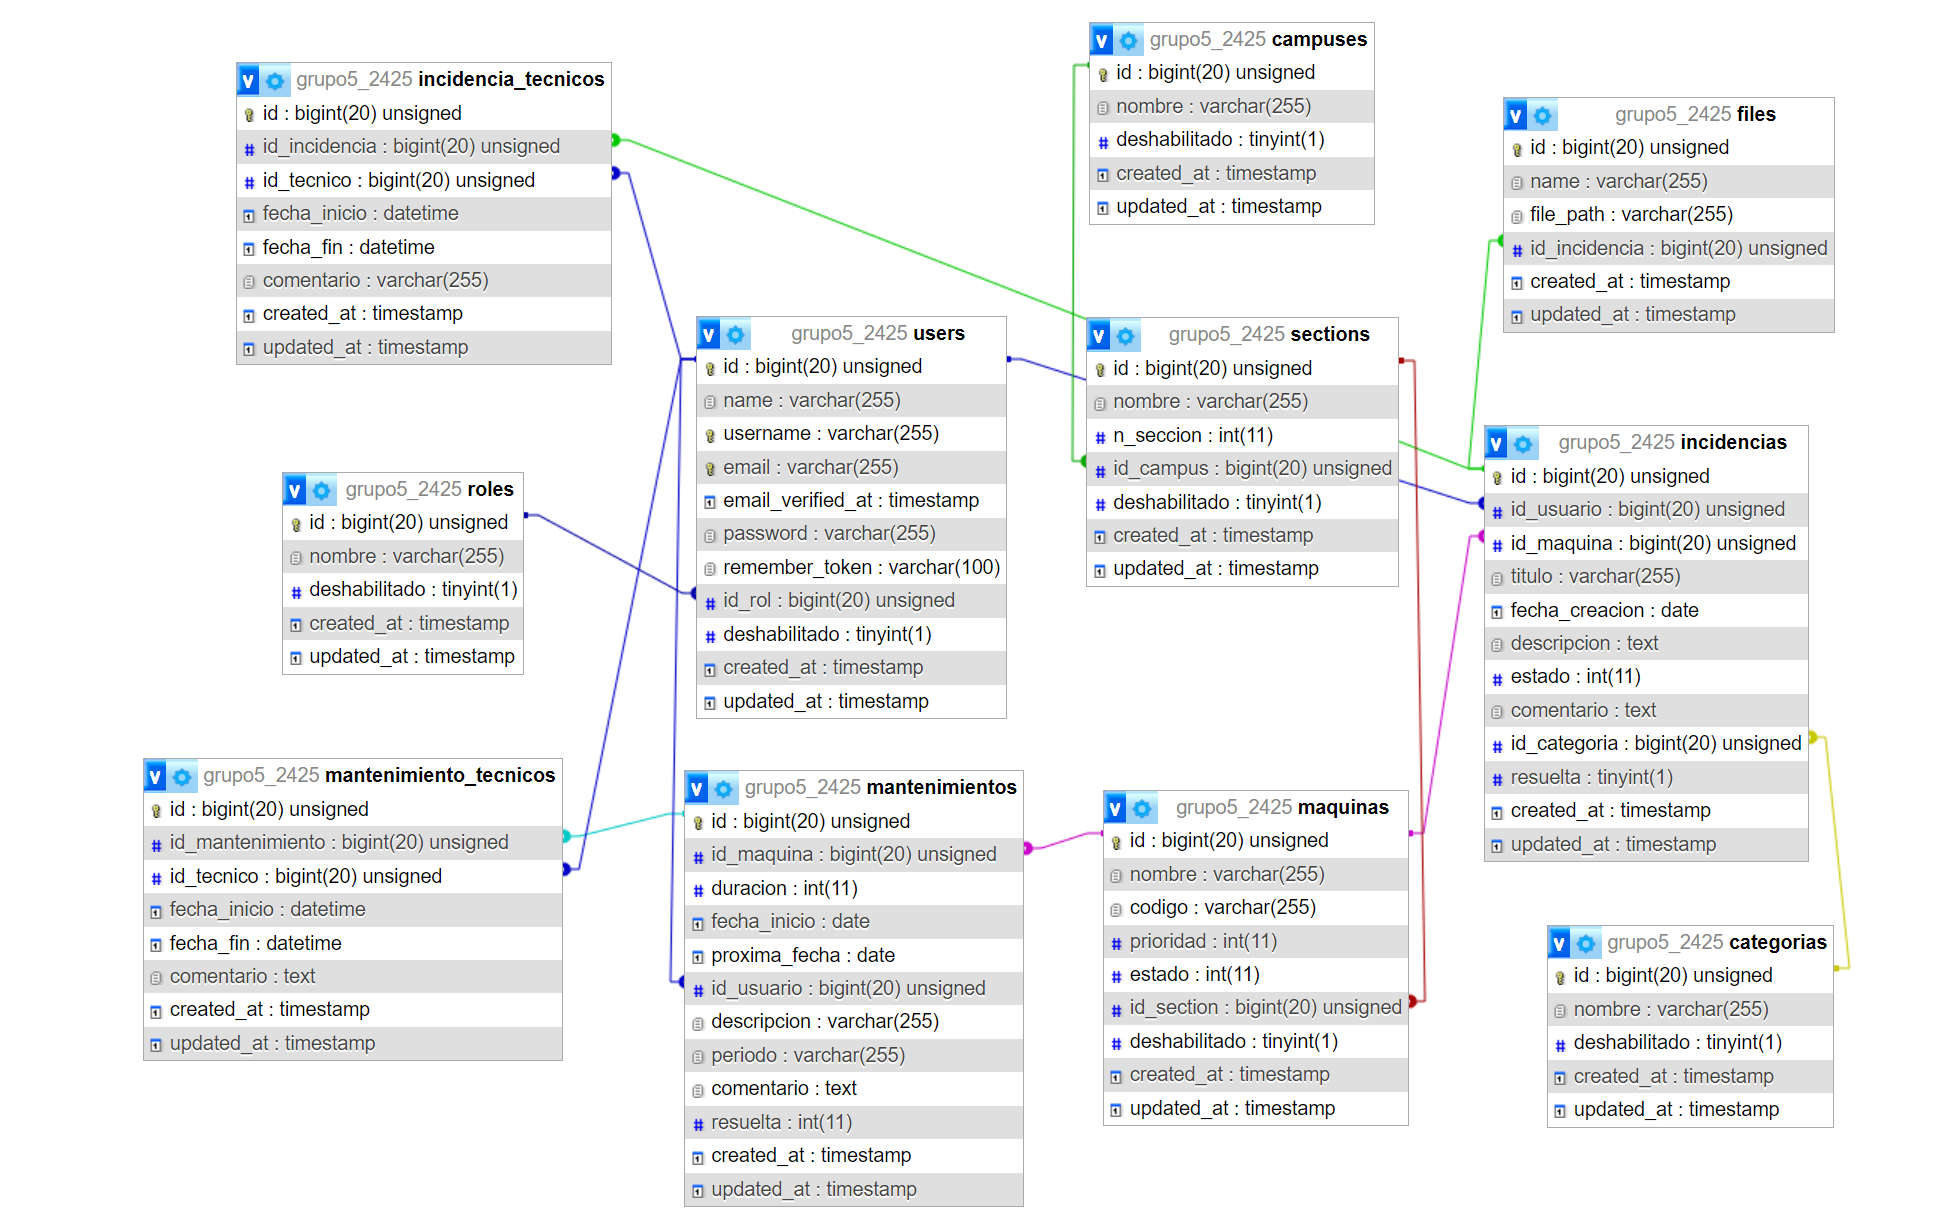 grupo5_2425 incidencia_tecnicos
id : bigint(20) unsigned
id_incidencia : bigint(20) unsigned
id_tecnico : bigint(20) unsigned
fecha_inicio : datetime
fecha_fin : datetime
comentario : varchar(255)
created_at : timestamp
updated_at : timestamp
grupo5_2425 campuses
id : bigint(20) unsigned
nombre : varchar(255)
deshabilitado : tinyint(1)
created_at : timestamp
updated_at : timestamp
grupo5_2425 files
id : bigint(20) unsigned
name : varchar(255)
file_path : varchar(255)
id_incidencia : bigint(20) unsigned
created_at : timestamp
updated_at : timestamp
grupo5_2425 users
id : bigint(20) unsigned
name : varchar(255)
username : varchar(255)
email : varchar(255)
email_verified_at : timestamp
password : varchar(255)
remember_token : varchar(100)
id_rol : bigint(20) unsigned
deshabilitado : tinyint(1)
created_at : timestamp
updated_at : timestamp
grupo5_2425 sections
id : bigint(20) unsigned
nombre : varchar(255)
n_seccion : int(11)
id_campus : bigint(20) unsigned
deshabilitado : tinyint(1)
created_at : timestamp
updated_at : timestamp
grupo5_2425 incidencias
id : bigint(20) unsigned
id_usuario : bigint(20) unsigned
id_maquina : bigint(20) unsigned
titulo : varchar(255)
fecha_creacion : date
descripcion : text
estado : int(11)
comentario : text
id_categoria : bigint(20) unsigned
resuelta : tinyint(1)
created_at : timestamp
updated_at : timestamp
grupo5_2425 roles
id : bigint(20) unsigned
nombre : varchar(255)
deshabilitado : tinyint(1)
created_at : timestamp
updated_at : timestamp
grupo5_2425 mantenimiento_tecnicos
id : bigint(20) unsigned
id_mantenimiento : bigint(20) unsigned
id_tecnico : bigint(20) unsigned
fecha_inicio : datetime
fecha_fin : datetime
comentario : text
created_at : timestamp
updated_at : timestamp
grupo5_2425 mantenimientos
id : bigint(20) unsigned
id_maquina : bigint(20) unsigned
duracion : int(11)
fecha_inicio : date
proxima_fecha : date
id_usuario : bigint(20) unsigned
descripcion : varchar(255)
periodo : varchar(255)
comentario : text
resuelta : int(11)
created_at : timestamp
updated_at : timestamp
grupo5_2425 maquinas
id : bigint(20) unsigned
nombre : varchar(255)
codigo : varchar(255)
prioridad : int(11)
estado : int(11)
id_section : bigint(20) unsigned
deshabilitado : tinyint(1)
created_at : timestamp
updated_at : timestamp
grupo5_2425 categorias
id : bigint(20) unsigned
nombre : varchar(255)
deshabilitado : tinyint(1)
created_at : timestamp
updated_at : timestamp